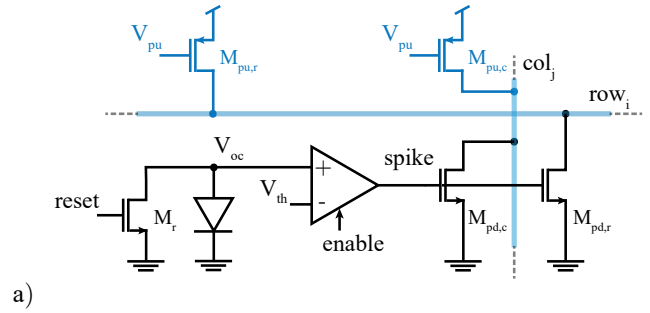 V_pu
M_pu,r
V_pu
M_pu,c
col_j
row_i
V_oc
spike
V_th
+
-
reset
M_r
enable
M_pd,c
M_pd,r
a)